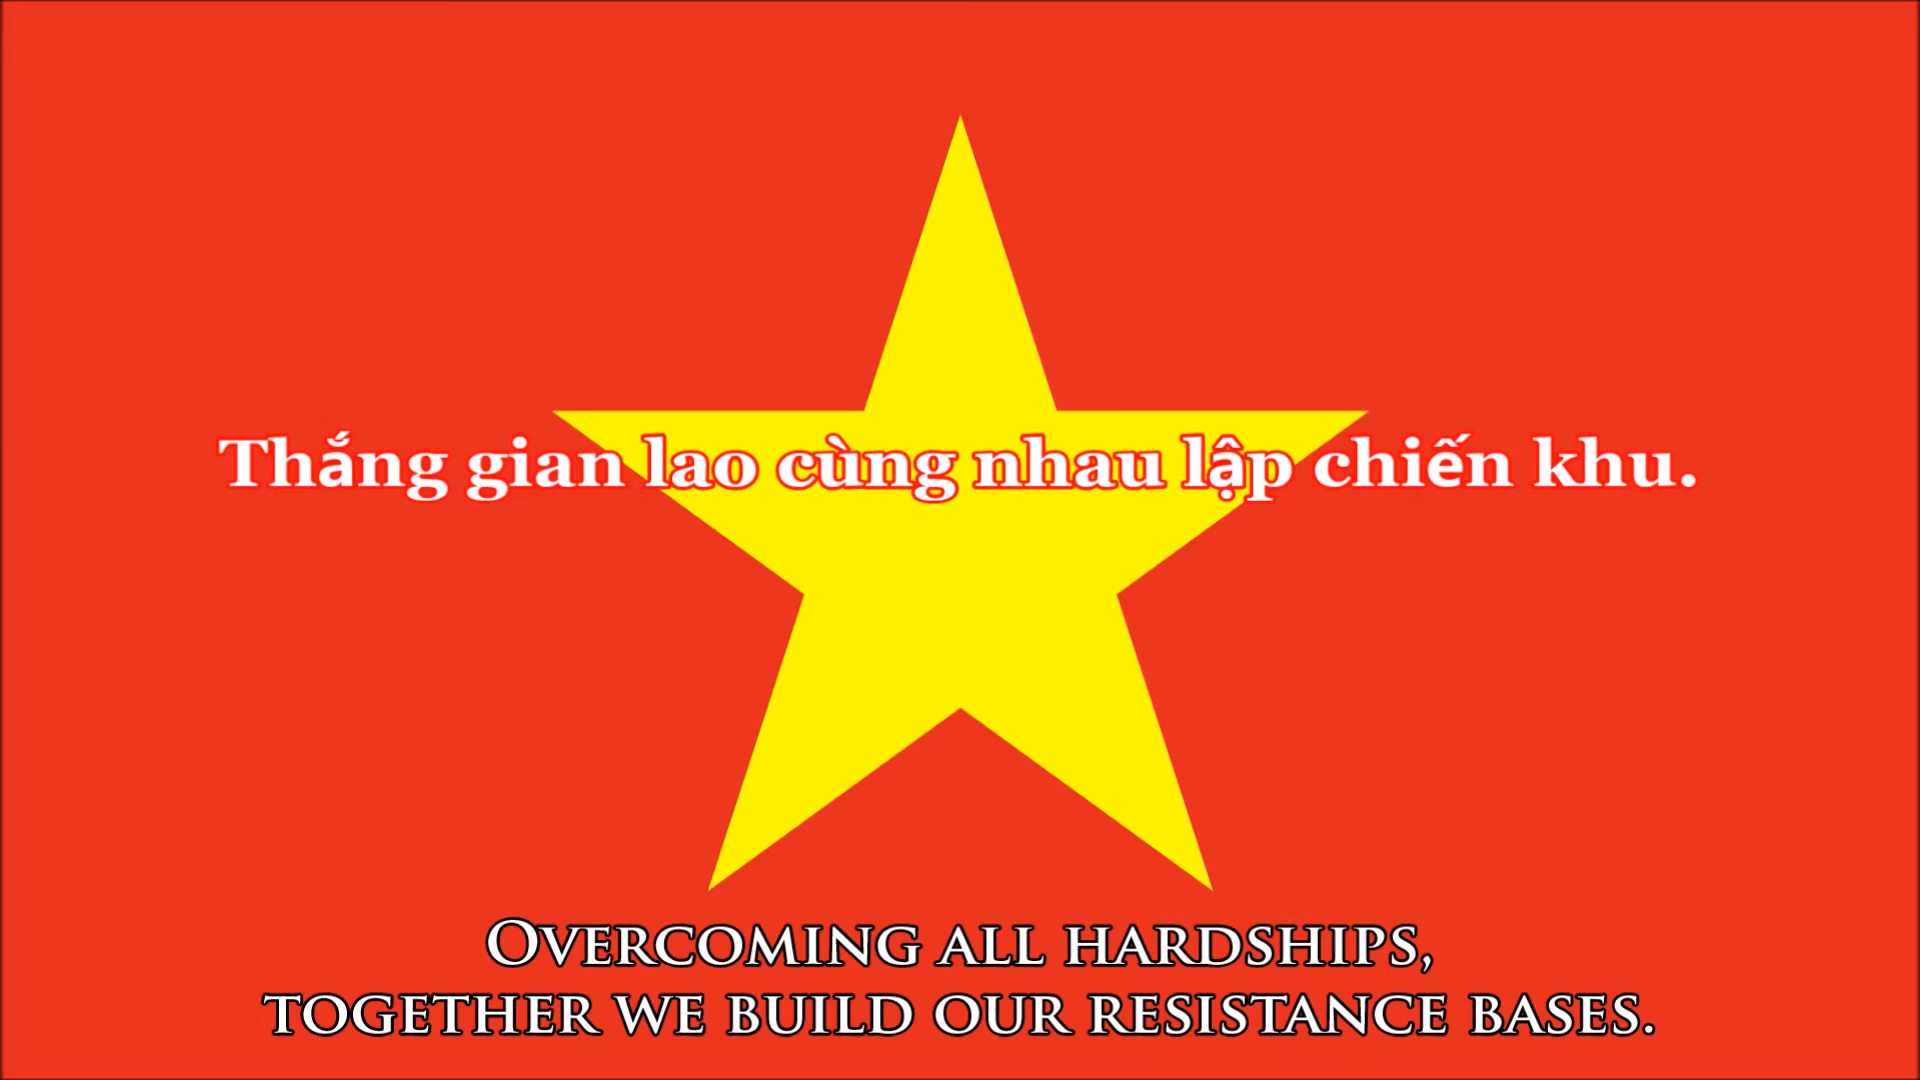 Thắng gian lao cùng nhau lập chiến khu.
Overcoming all hardships,
together we build our resistance bases.